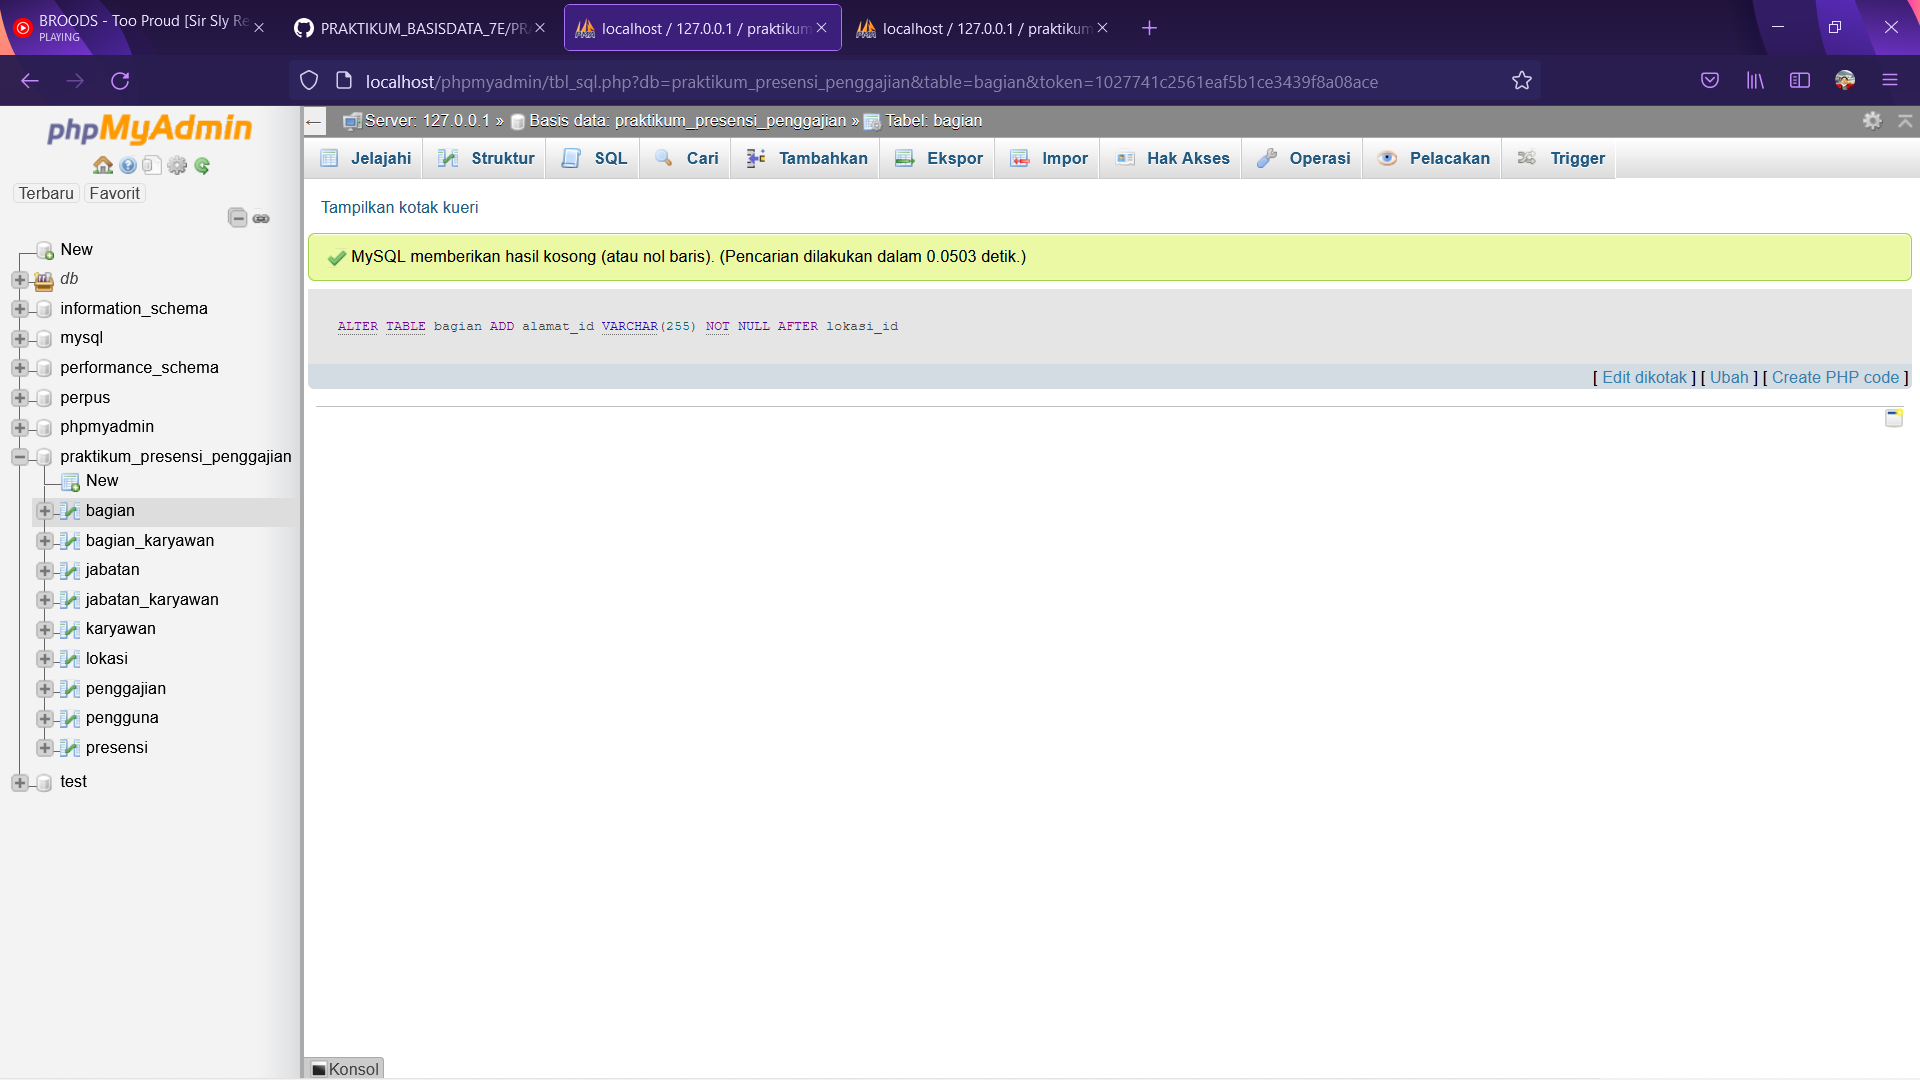 BROODS - Too Proud [Sir Sly Re
PLAYING
PRAKTIKUM_BASISDATA_7E/PR
localhost / 127.0.0.1 / praktikum
localhost / 127.0.0.1 / praktikum
localhost/phpmyadmin/tbl_sql.php?db=praktikum_presensi_penggajian&table=bagian&token=1027741c2561eaf5b1ce3439f8a08ace
phpMyAdmin
Terbaru
Favorit
New
db
information_schema
mysql
performance_schema
perpus
phpmyadmin
praktikum_presensi_penggajian
New
bagian
bagian_karyawan
jabatan
jabatan_karyawan
karyawan
lokasi
penggajian
pengguna
presensi
test
Server: 127.0.0.1 » Basis data: praktikum_presensi_penggajian » Tabel: bagian
Jelajahi
Struktur
SQL
Cari
Tambahkan
Ekspor
Impor
Hak Akses
Operasi
Pelacakan
Trigger
Tampilkan kotak kueri
MySQL memberikan hasil kosong (atau nol baris). (Pencarian dilakukan dalam 0.0503 detik.)
ALTER TABLE bagian ADD alamat_id VARCHAR(255) NOT NULL AFTER lokasi_id
[ Edit dikotak ] [ Ubah ] [ Create PHP code ]
Konsol